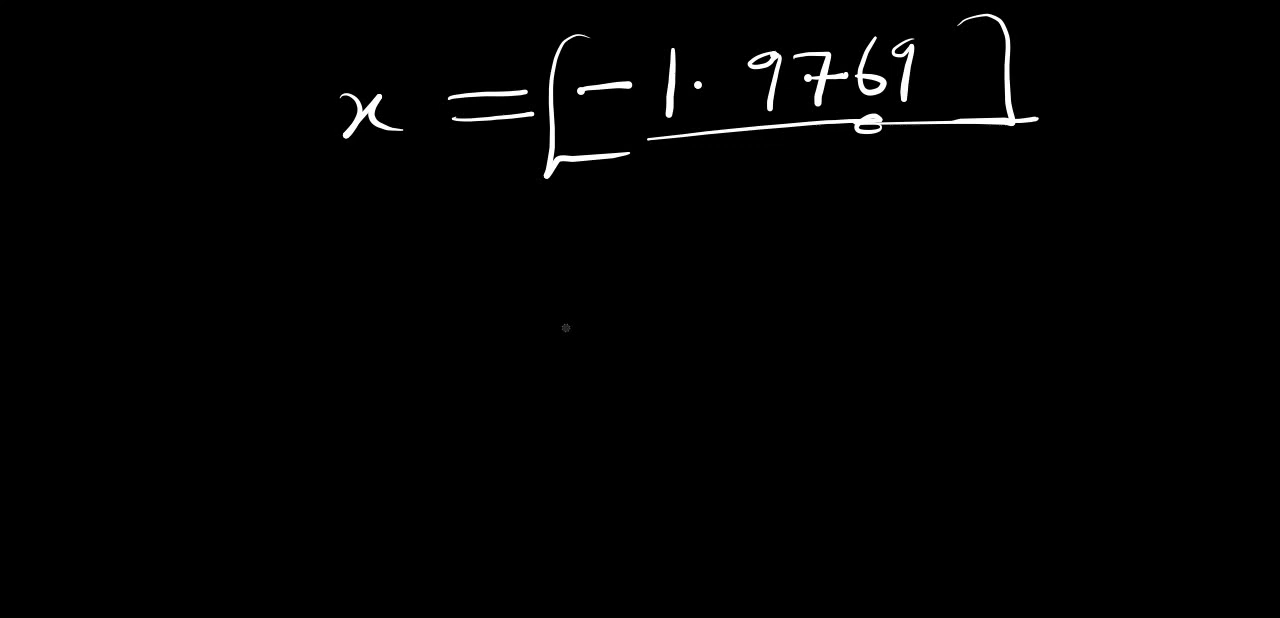 x = [-1.9769]